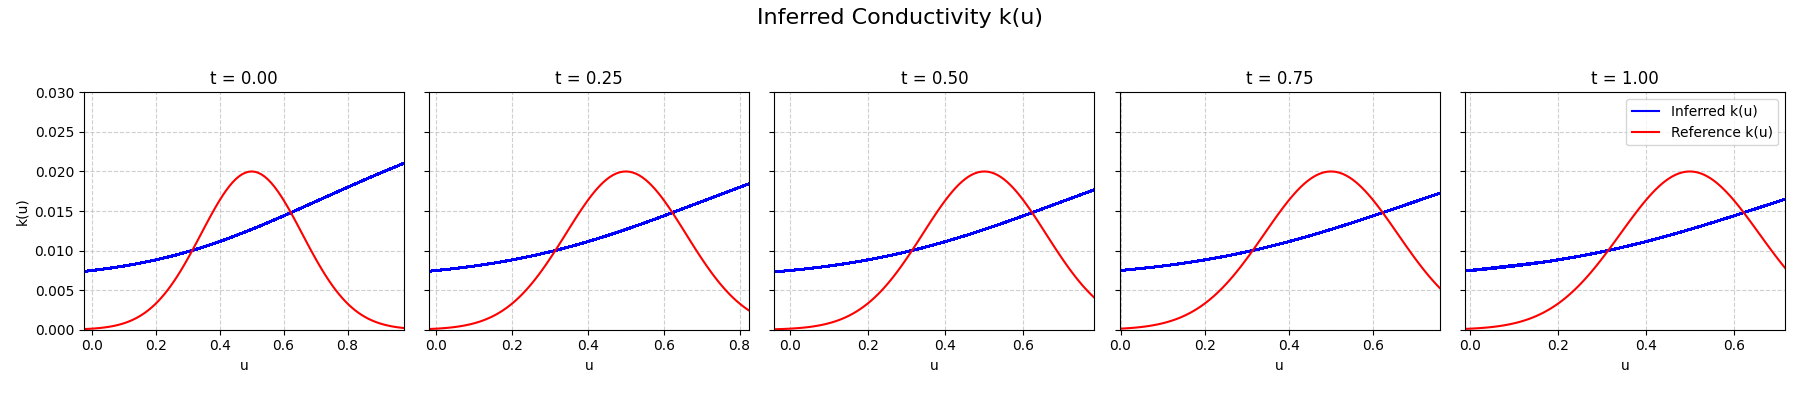 Inferred Conductivity k(u)
t = 0.00
t = 0.25
t = 0.50
t = 0.75
t = 1.00
0.030
0.025
0.020
0.015
0.010
0.005
0.000
k(u)
Inferred k(u)
Reference k(u)
0.0 0.2 0.4 0.6 0.8
0.0 0.2 0.4 0.6 0.8
0.0 0.2 0.4 0.6
0.0 0.2 0.4 0.6
0.0 0.2 0.4 0.6
u
u
u
u
u